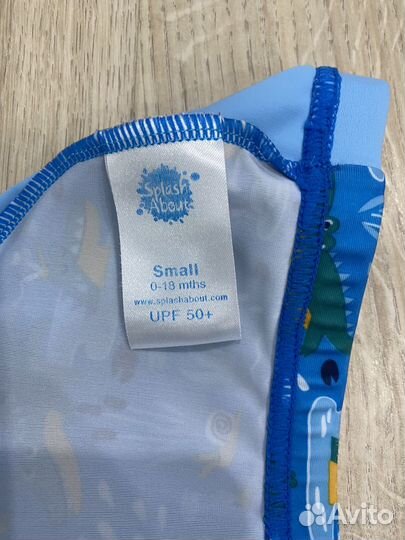 Splash
About
Small
0-18 mths
www.splashabout.com
UPF 50+
Avito